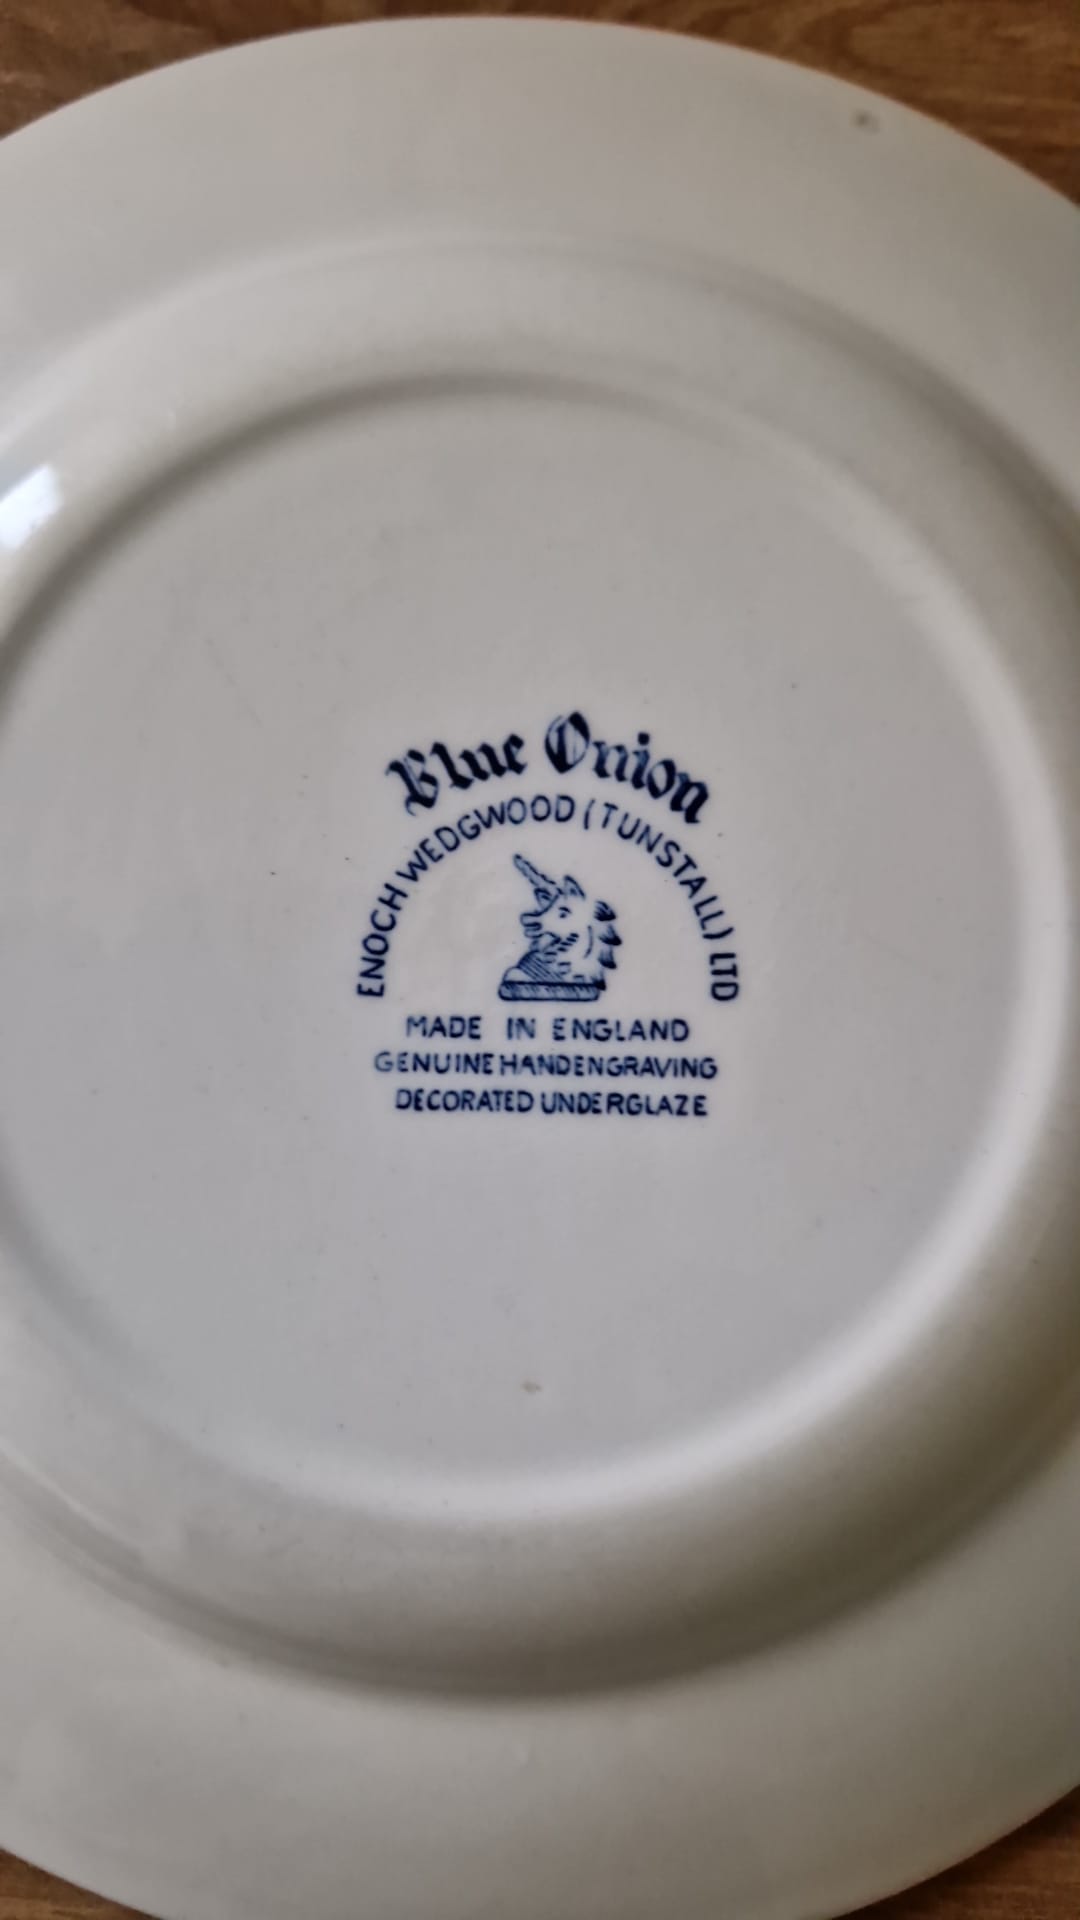 Blue Onion
ENOCH WEDGWOOD (TUNSTALL) LTD
MADE IN ENGLAND
GENUINE HANDENGRAVING
DECORATED UNDERGLAZE